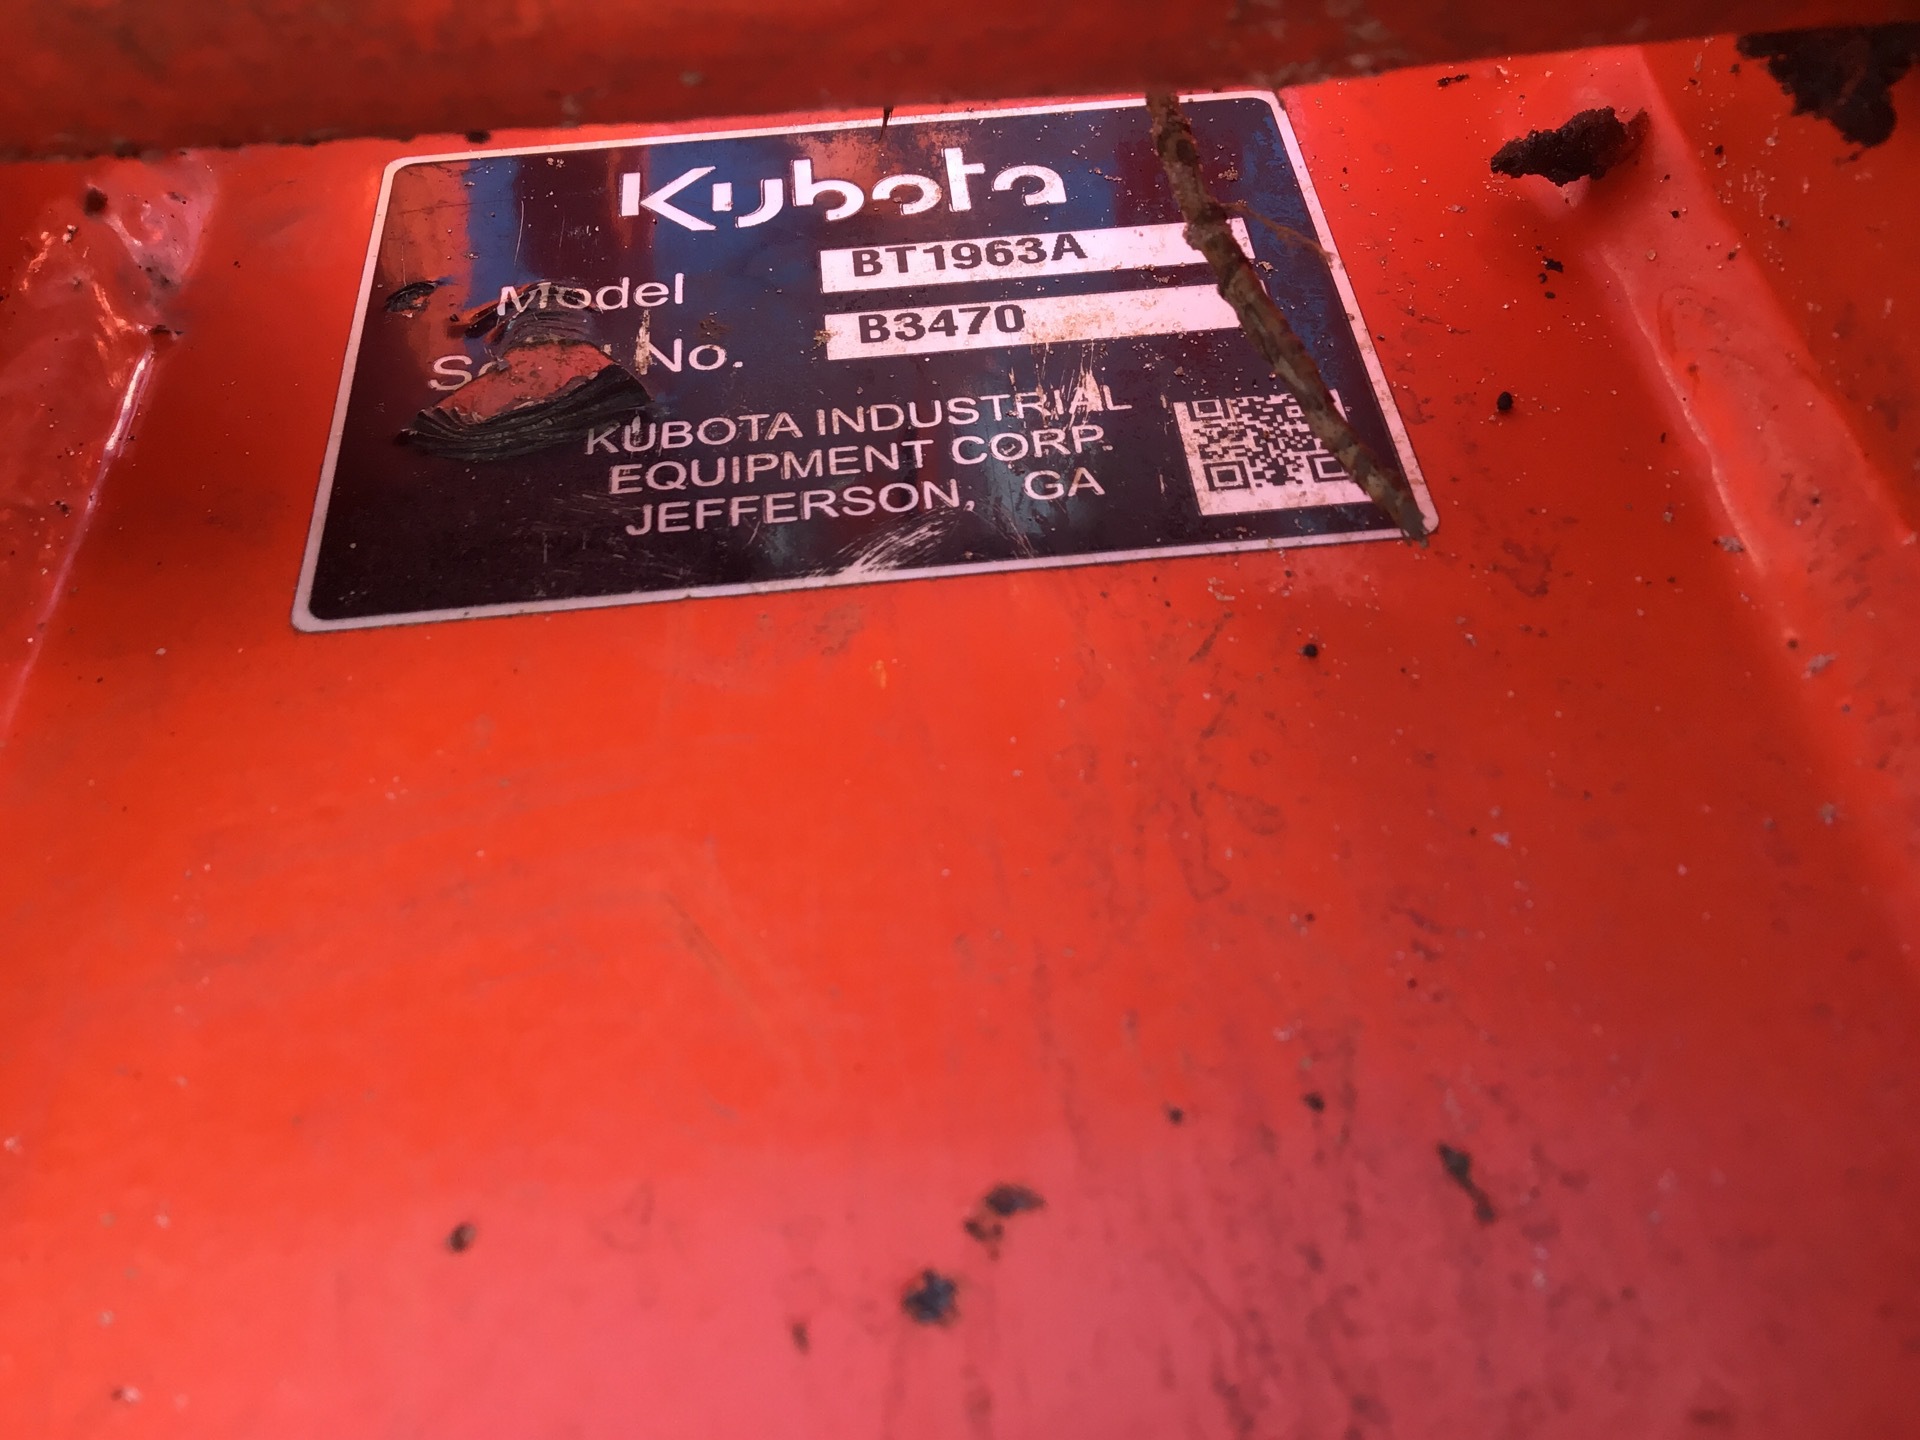 Kubota
Model BT1963A
No. B3470
KUBOTA INDUSTRIAL
EQUIPMENT CORP.
JEFFERSON, GA